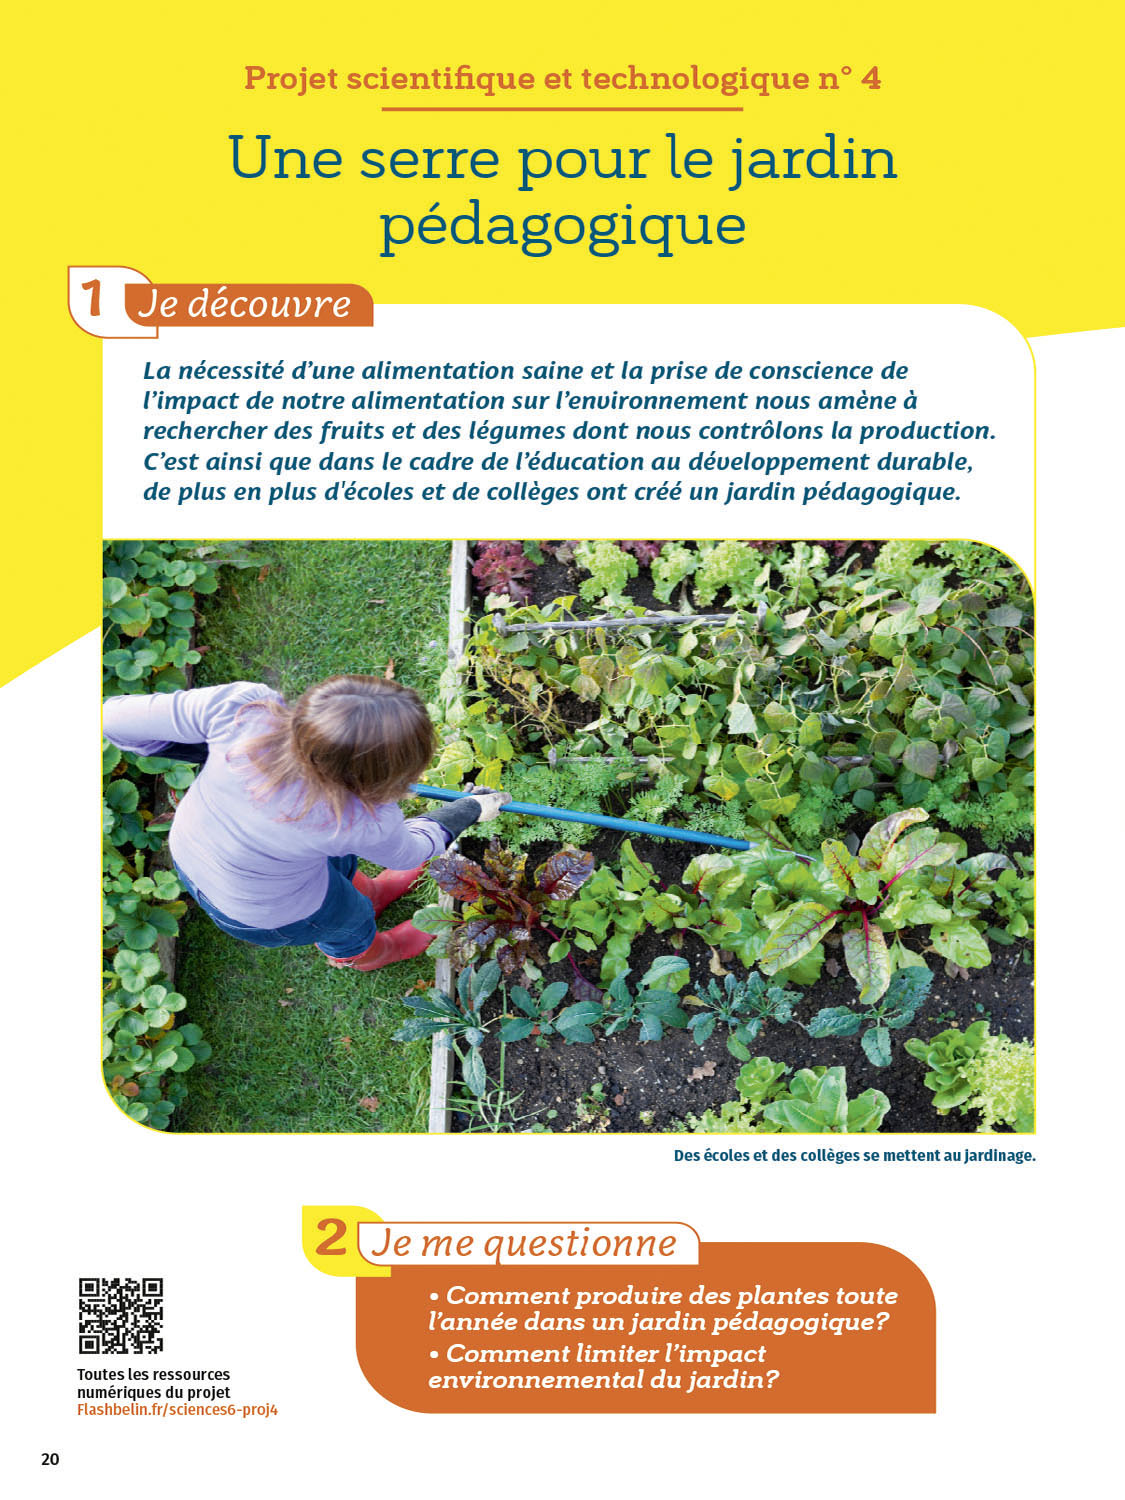 Projet scientifique et technologique n° 4
Une serre pour le jardin
pédagogique
1 Je découvre
La nécessité d’une alimentation saine et la prise de conscience de
l’impact de notre alimentation sur l’environnement nous amène à
rechercher des fruits et des légumes dont nous contrôlons la production.
C’est ainsi que dans le cadre de l’éducation au développement durable,
de plus en plus d'écoles et de collèges ont créé un jardin pédagogique.
Des écoles et des collèges se mettent au jardinage.
2 Je me questionne
• Comment produire des plantes toute
l’année dans un jardin pédagogique?
• Comment limiter l’impact
environnemental du jardin?
Toutes les ressources
numériques du projet
Flashbelin.fr/sciences6-proj4
20